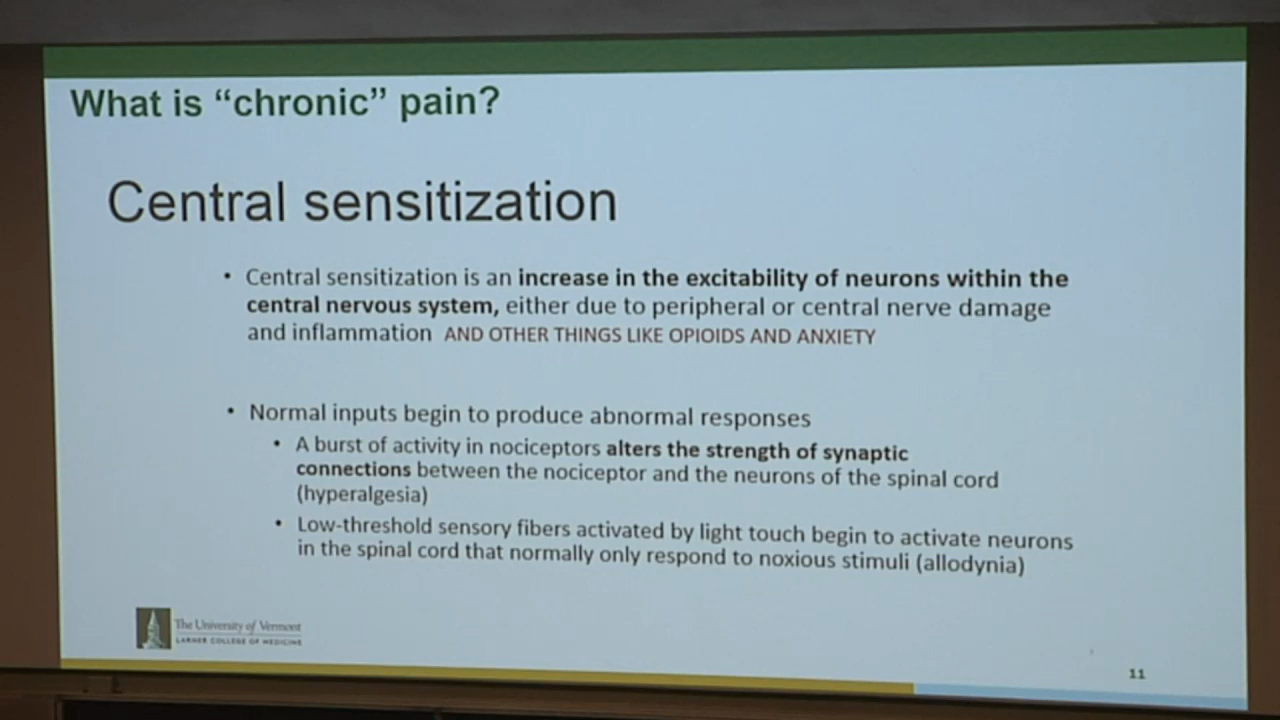 What is “chronic” pain?
Central sensitization
• Central sensitization is an increase in the excitability of neurons within the
central nervous system, either due to peripheral or central nerve damage
and inflammation AND OTHER THINGS LIKE OPIOIDS AND ANXIETY
• Normal inputs begin to produce abnormal responses
• A burst of activity in nociceptors alters the strength of synaptic
connections between the nociceptor and the neurons of the spinal cord
(hyperalgesia)
• Low-threshold sensory fibers activated by light touch begin to activate neurons
in the spinal cord that normally only respond to noxious stimuli (allodynia)
The University of Vermont
LARNER COLLEGE OF MEDICINE
11